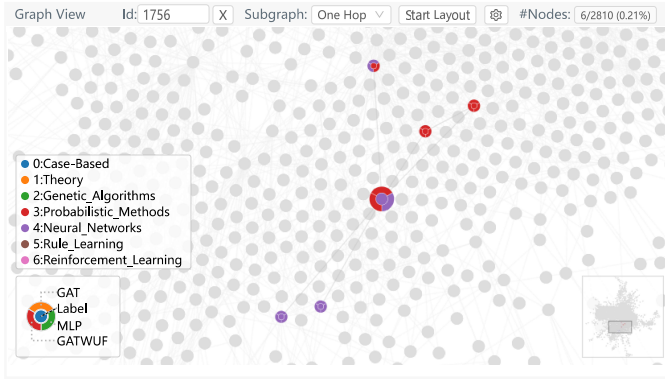 Graph View Id: 1756 X Subgraph: One Hop Start Layout #Nodes: 6/2810 (0.21%)
0:Case-Based
1:Theory
2:Genetic_Algorithms
3:Probabilistic_Methods
4:Neural_Networks
5:Rule_Learning
6:Reinforcement_Learning
GAT
Label
MLP
GATWUF